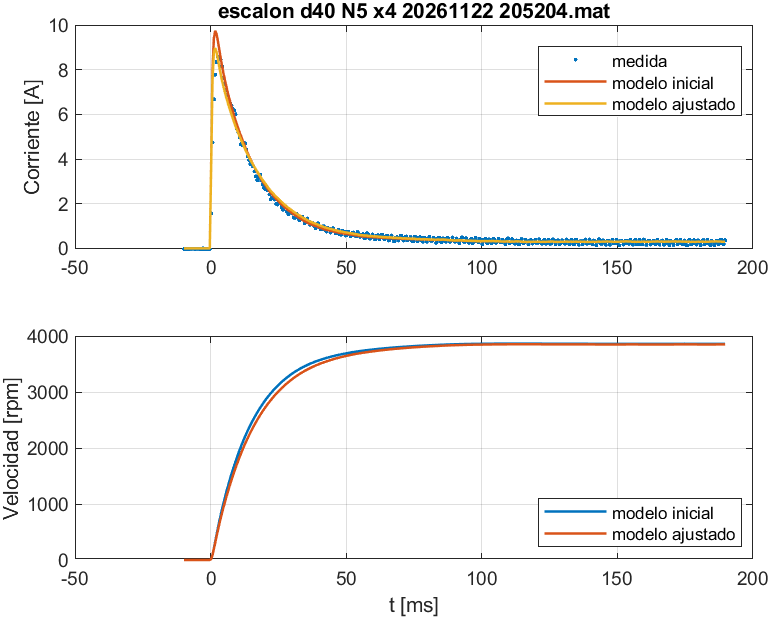 escalon d40 N5 x4 20261122 205204.mat
10
8
6
4
2
0
Corriente [A]
medida
modelo inicial
modelo ajustado
-50
0
50
100
150
200
4000
3000
2000
1000
0
Velocidad [rpm]
modelo inicial
modelo ajustado
-50
0
50
100
150
200
t [ms]